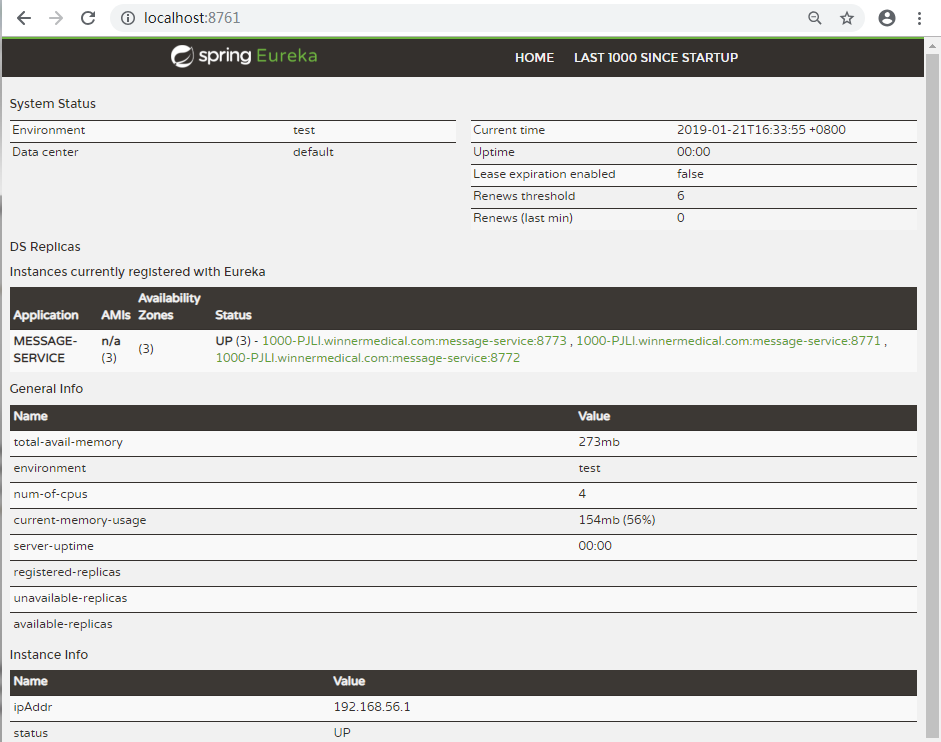 localhost:8761
spring Eureka HOME LAST 1000 SINCE STARTUP
System Status
Environment test
Data center default
Current time 2019-01-21T16:33:55 +0800
Uptime 00:00
Lease expiration enabled false
Renews threshold 6
Renews (last min) 0
DS Replicas
Instances currently registered with Eureka
Application AMIs Availability Zones Status
MESSAGE- n/a (3) UP (3) - 1000-PJLI.winnermedical.com:message-service:8773 , 1000-PJLI.winnermedical.com:message-service:8771 ,
SERVICE (3) 1000-PJLI.winnermedical.com:message-service:8772
General Info
Name Value
total-avail-memory 273mb
environment test
num-of-cpus 4
current-memory-usage 154mb (56%)
server-uptime 00:00
registered-replicas
unavailable-replicas
available-replicas
Instance Info
Name Value
ipAddr 192.168.56.1
status UP